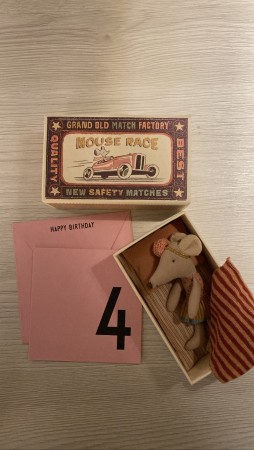 GRAND OLD MATCH FACTORY
MOUSE RACE
QUALITY
BEST
NEW SAFETY MATCHES
HAPPY BIRTHDAY
4